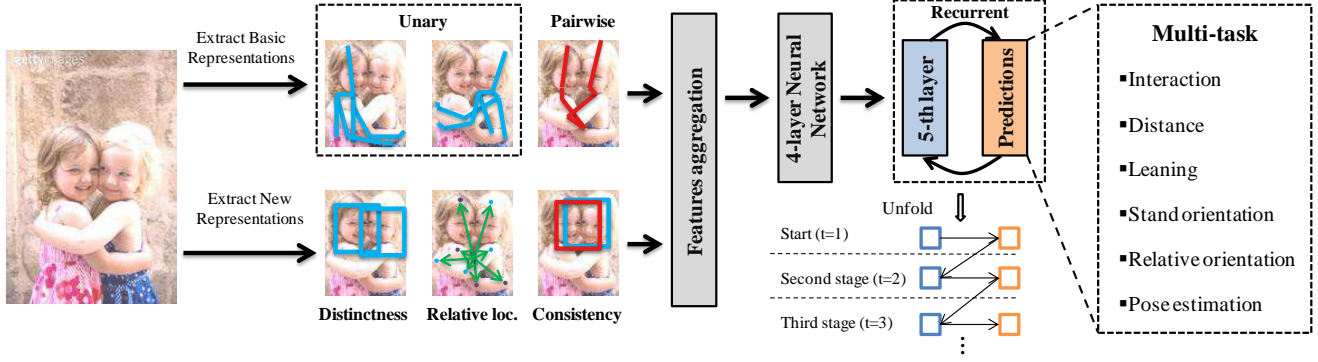 gettyimages
Extract Basic
Representations
Extract New
Representations
Unary
Pairwise
Distinctness
Relative loc.
Consistency
Features aggregation
4-layer Neural
Network
Recurrent
5-th layer
Predictions
Unfold
Start (t=1)
Second stage (t=2)
Third stage (t=3)
Multi-task
▪Interaction
▪Distance
▪Leaning
▪Stand orientation
▪Relative orientation
▪Pose estimation